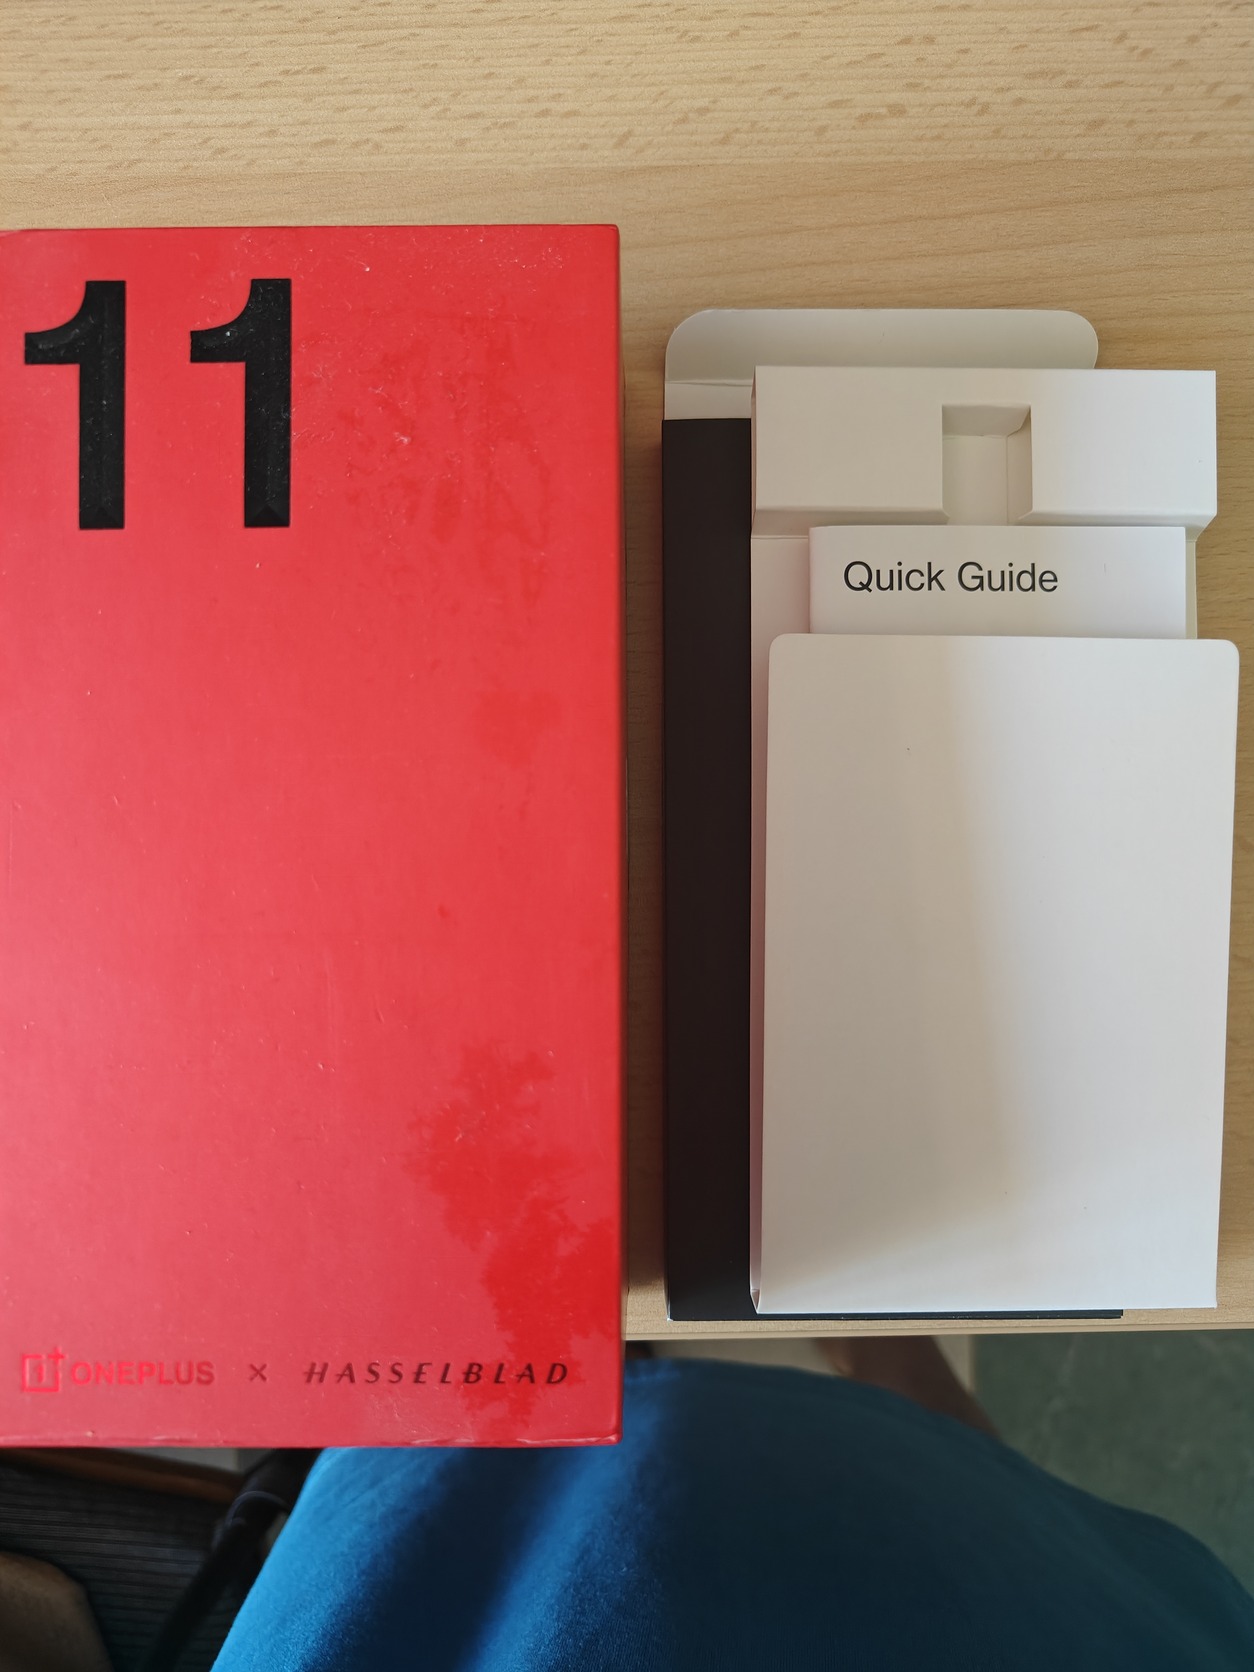 11
ONEPLUS × HASSELBLAD
Quick Guide